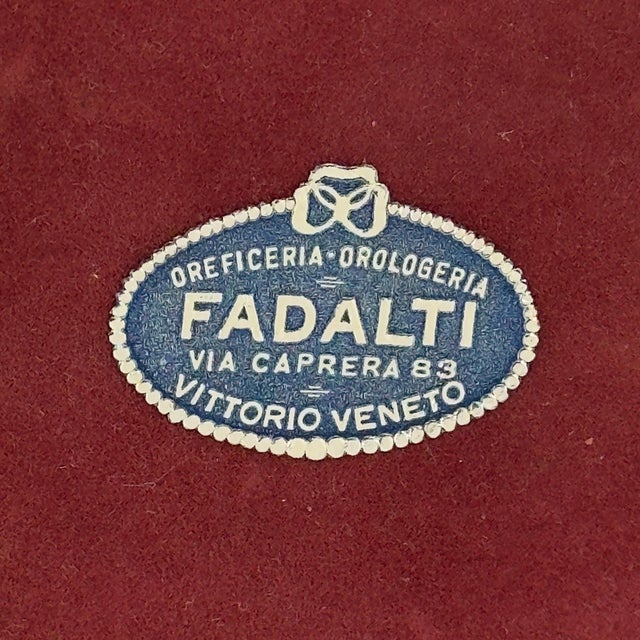 OREFICERIA-OROLOGERIA
FADALTI
VIA CAPRERA 83
VITTORIO VENETO